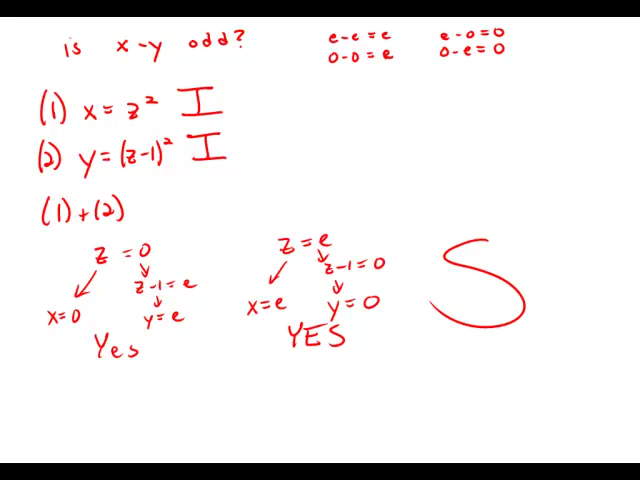 is x-y odd?
e-e=e e-o=o
o-o=e o-e=o
(1) x=z² I
(2) y=(z-1)² I
(1)+(2)
z=o
z-1=e
x=o y=e
Yes
z=e
z-1=o
x=e y=o
YES
S